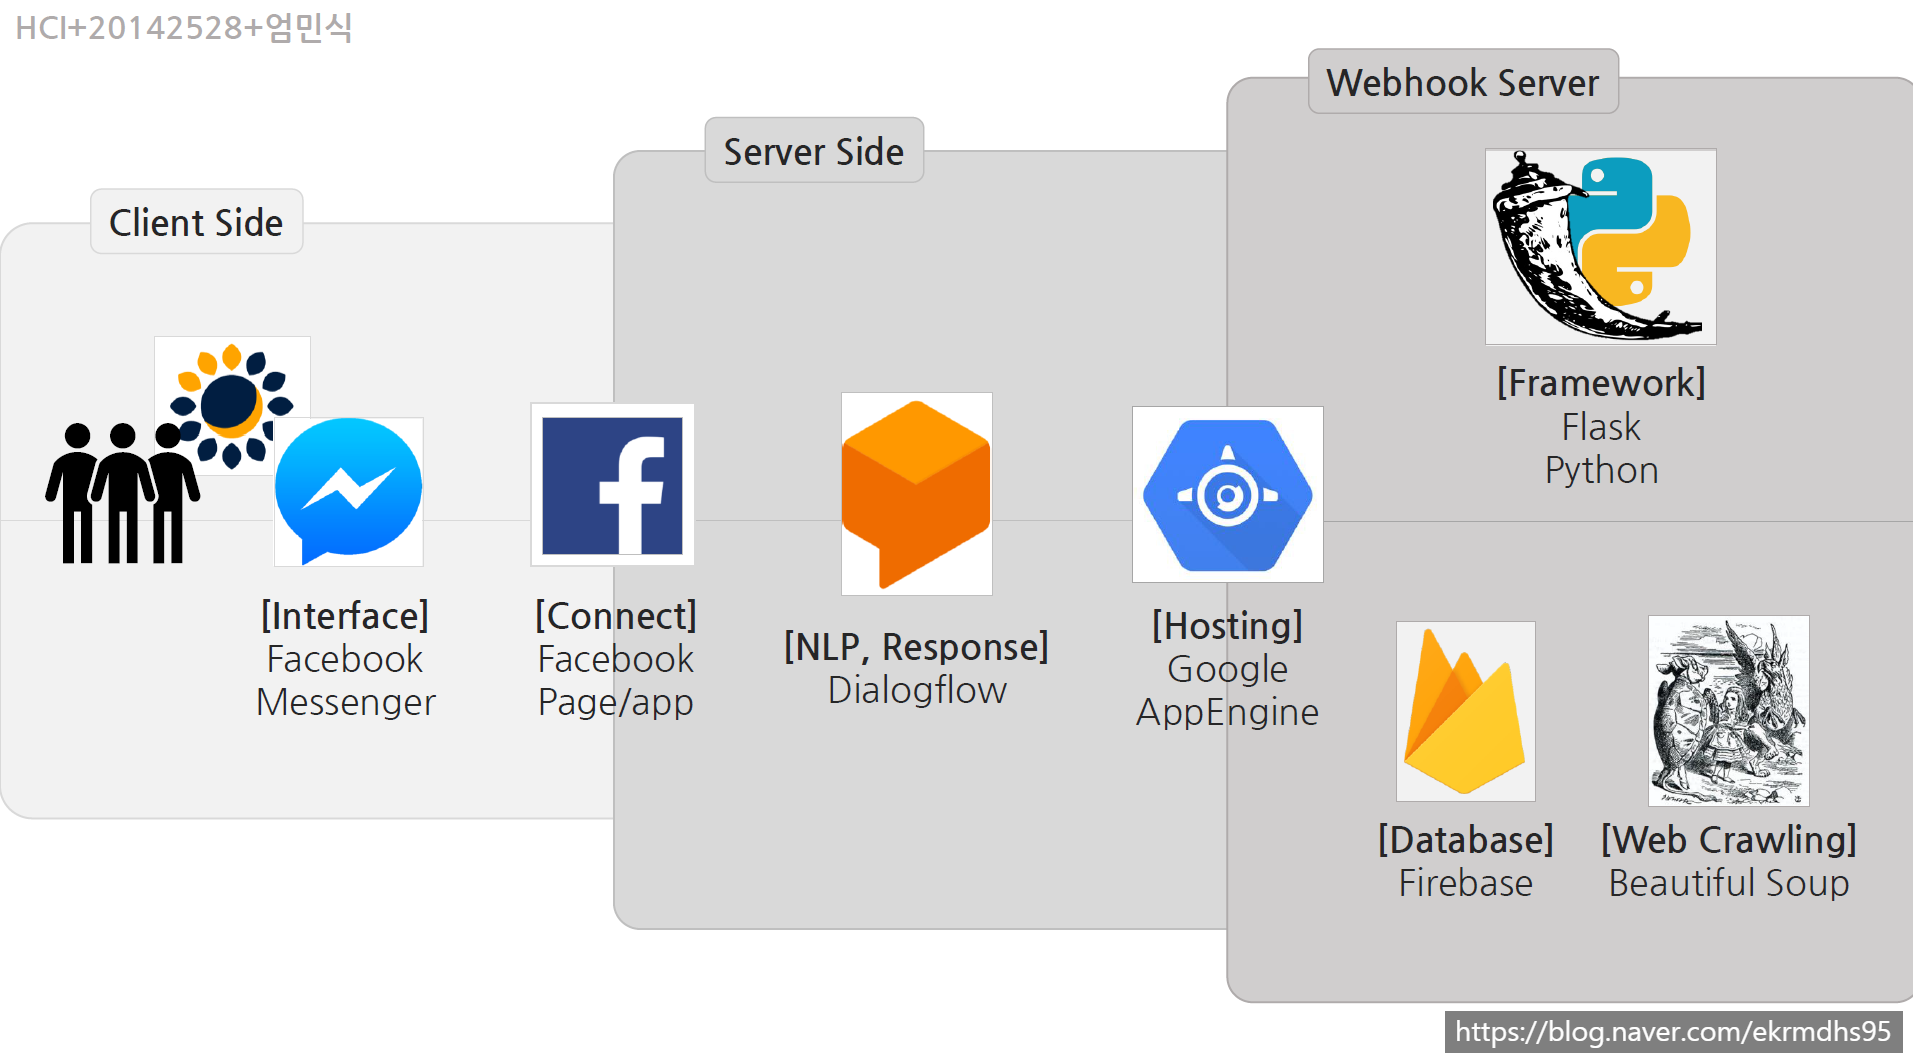 HCI+20142528+엄민식
Client Side
Server Side
Webhook Server
[Interface]
Facebook
Messenger
[Connect]
Facebook
Page/app
[NLP, Response]
Dialogflow
[Hosting]
Google
AppEngine
[Framework]
Flask
Python
[Database]
Firebase
[Web Crawling]
Beautiful Soup
https://blog.naver.com/ekrmdhs95